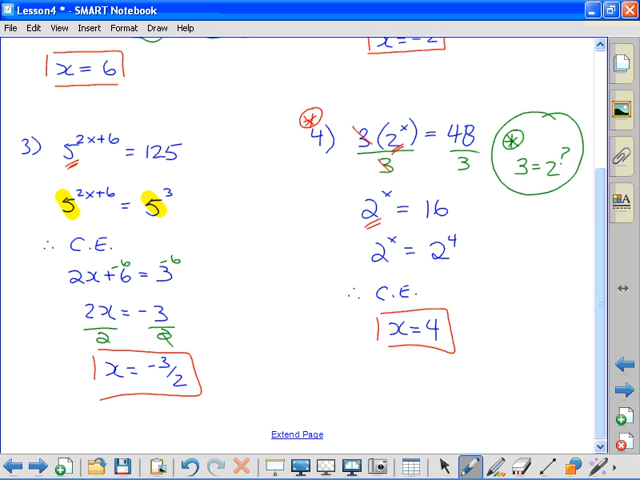 Lesson4 * - SMART Notebook
File Edit View Insert Format Draw Help
x = 6
x = -2
3) 5^{2x+6} = 125
5^{2x+6} = 5^3
∴ C.E.
2x+6 = 3
-6 -6
2x = -3
2 2
x = -3/2
* 4) 3(2^x) = 48
3 3
2^x = 16
2^x = 2^4
∴ C.E.
x = 4
*
3 = 2?
Extend Page